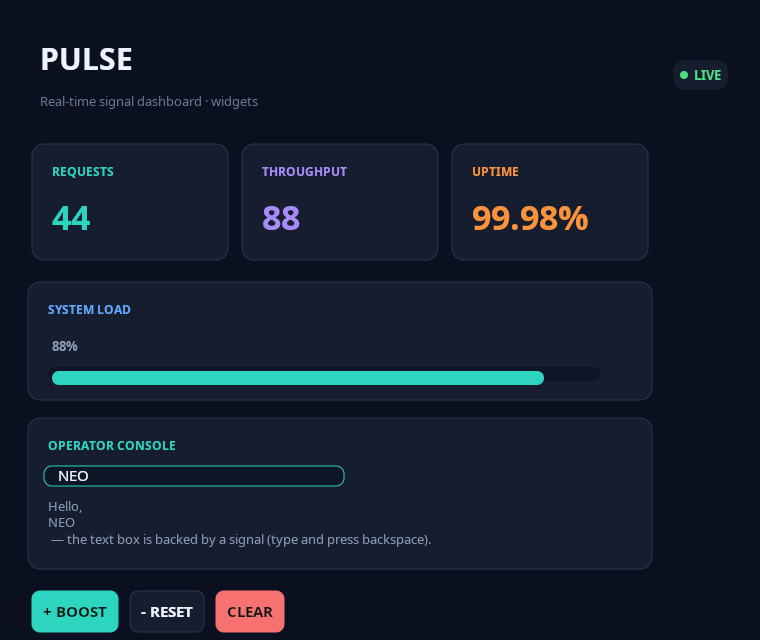 PULSE
LIVE
Real-time signal dashboard · widgets
REQUESTS
44
THROUGHPUT
88
UPTIME
99.98%
SYSTEM LOAD
88%
OPERATOR CONSOLE
NEO
Hello,
NEO
— the text box is backed by a signal (type and press backspace).
+ BOOST
- RESET
CLEAR